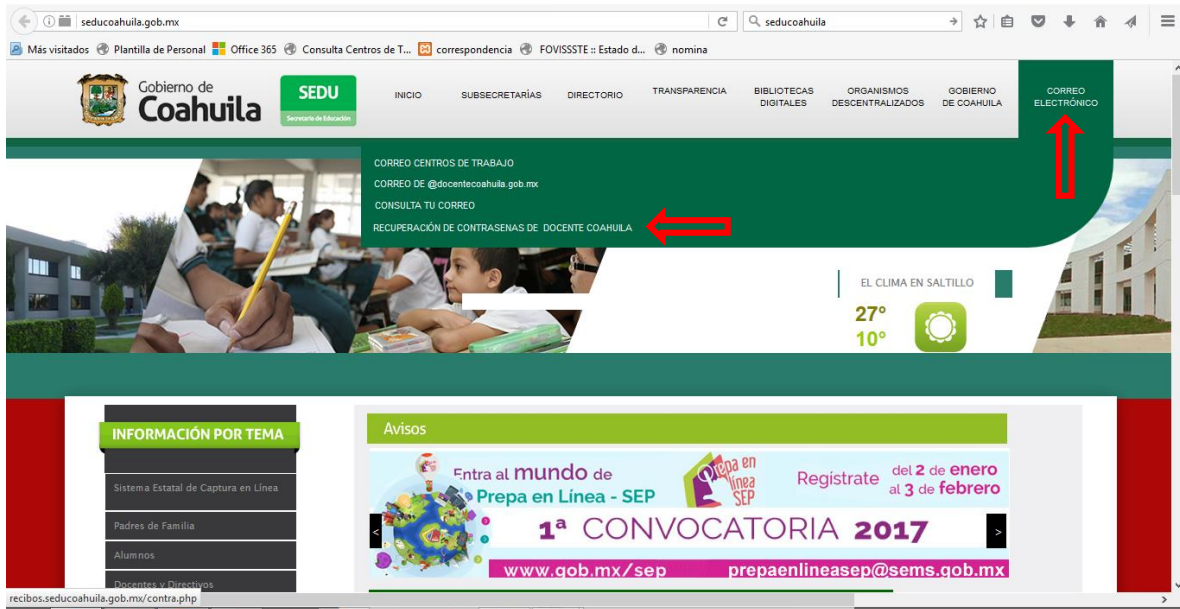 seducoahuila.gob.mx
seducoahuila
Más visitados
Plantilla de Personal
Office 365
Consulta Centros de T...
correspondencia
FOVISSSTE :: Estado d...
nomina
Gobierno de
Coahuila
SEDU
Secretaría de Educación
INICIO
SUBSECRETARÍAS
DIRECTORIO
TRANSPARENCIA
BIBLIOTECAS
DIGITALES
ORGANISMOS
DESCENTRALIZADOS
GOBIERNO
DE COAHUILA
CORREO
ELECTRÓNICO
CORREO CENTROS DE TRABAJO
CORREO DE @docentecoahuila.gob.mx
CONSULTA TU CORREO
RECUPERACIÓN DE CONTRASENAS DE DOCENTE COAHUILA
EL CLIMA EN SALTILLO
27°
10°
INFORMACIÓN POR TEMA
Sistema Estatal de Captura en Línea
Padres de Familia
Alumnos
Docentes y Directivos
Avisos
Entra al mundo de
Prepa en Línea - SEP
Prepa en
línea
SEP
Regístrate
del 2 de enero
al 3 de febrero
<
1ª CONVOCATORIA 2017
>
www.gob.mx/sep
prepaenlineasep@sems.gob.mx
recibos.seducoahuila.gob.mx/contra.php